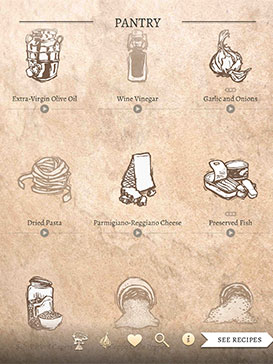 PANTRY
Extra-Virgin Olive Oil
Wine Vinegar
Garlic and Onions
Dried Pasta
Parmigiano-Reggiano Cheese
Preserved Fish
SEE RECIPES